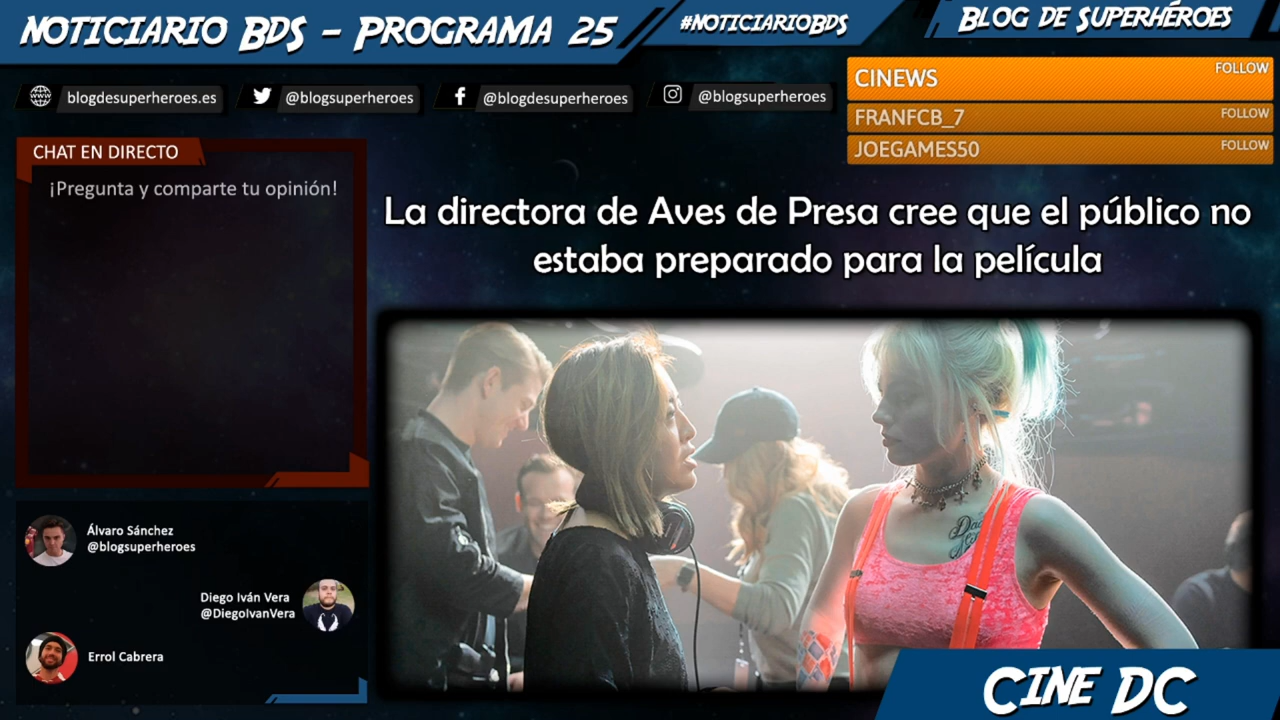 NOTICIARIO BDS - PROGRAMA 25
#NOTICIARIOBDS
BLOG DE SUPERHÉROES
blogdesuperheroes.es
@blogsuperheroes
@blogdesuperheroes
@blogsuperheroes
CINEWS FOLLOW
FRANFCB_7 FOLLOW
JOEGAMES50 FOLLOW
CHAT EN DIRECTO
¡Pregunta y comparte tu opinión!
La directora de Aves de Presa cree que el público no
estaba preparado para la película
Álvaro Sánchez
@blogsuperheroes
Diego Iván Vera
@DiegoIvanVera
Errol Cabrera
CINE DC